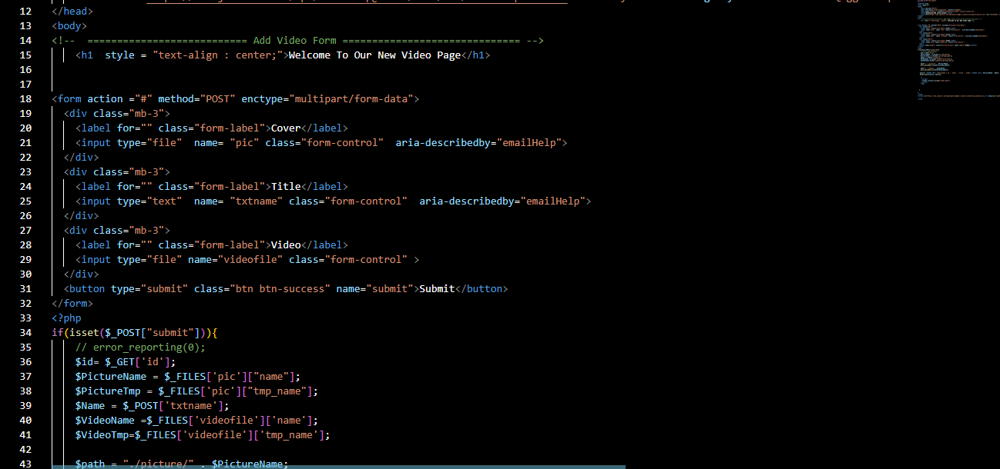 12 </head>
13 <body>
14 <!--  =========================== Add Video Form ============================== -->
15     <h1  style = "text-align : center;">Welcome To Our New Video Page</h1>
16
17
18 <form action ="#" method="POST" enctype="multipart/form-data">
19   <div class="mb-3">
20     <label for="" class="form-label">Cover</label>
21     <input type="file"  name= "pic" class="form-control"  aria-describedby="emailHelp">
22   </div>
23   <div class="mb-3">
24     <label for="" class="form-label">Title</label>
25     <input type="text"  name= "txtname" class="form-control"  aria-describedby="emailHelp">
26   </div>
27   <div class="mb-3">
28     <label for="" class="form-label">Video</label>
29     <input type="file" name="videofile" class="form-control" >
30   </div>
31   <button type="submit" class="btn btn-success" name="submit">Submit</button>
32 </form>
33 <?php
34 if(isset($_POST["submit"])){
35     // error_reporting(0);
36     $id= $_GET['id'];
37     $PictureName = $_FILES['pic']["name"];
38     $PictureTmp = $_FILES['pic']["tmp_name"];
39     $Name = $_POST['txtname'];
40     $VideoName =$_FILES['videofile']['name'];
41     $VideoTmp=$_FILES['videofile']['tmp_name'];
42
43     $path = "./picture/" . $PictureName;